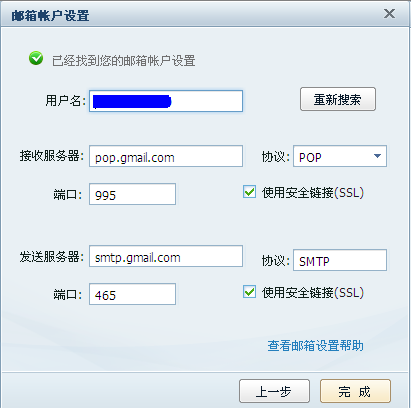 邮箱帐户设置
已经找到您的邮箱帐户设置
用户名:
重新搜索
接收服务器: pop.gmail.com 协议: POP
端口: 995 使用安全链接(SSL)
发送服务器: smtp.gmail.com 协议: SMTP
端口: 465 使用安全链接(SSL)
查看邮箱设置帮助
上一步 完 成